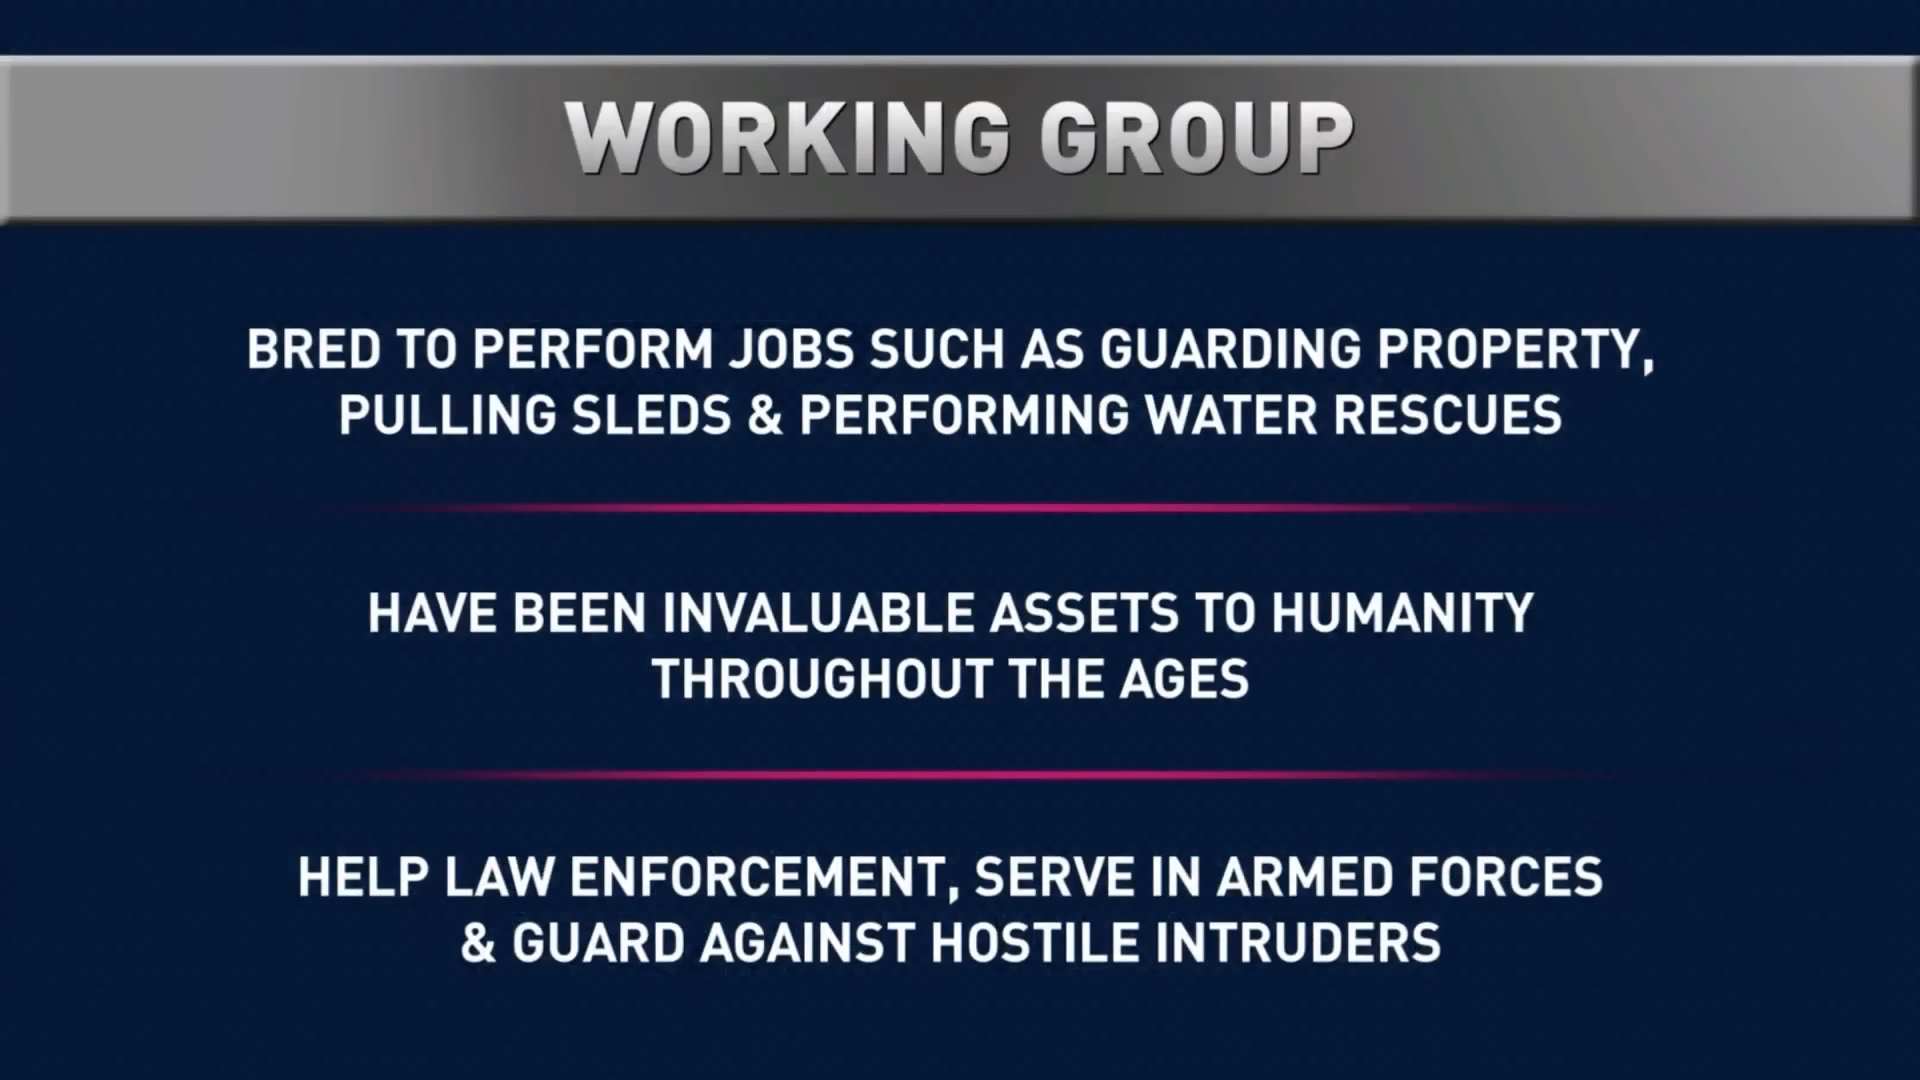 WORKING GROUP
BRED TO PERFORM JOBS SUCH AS GUARDING PROPERTY,
PULLING SLEDS & PERFORMING WATER RESCUES
HAVE BEEN INVALUABLE ASSETS TO HUMANITY
THROUGHOUT THE AGES
HELP LAW ENFORCEMENT, SERVE IN ARMED FORCES
& GUARD AGAINST HOSTILE INTRUDERS